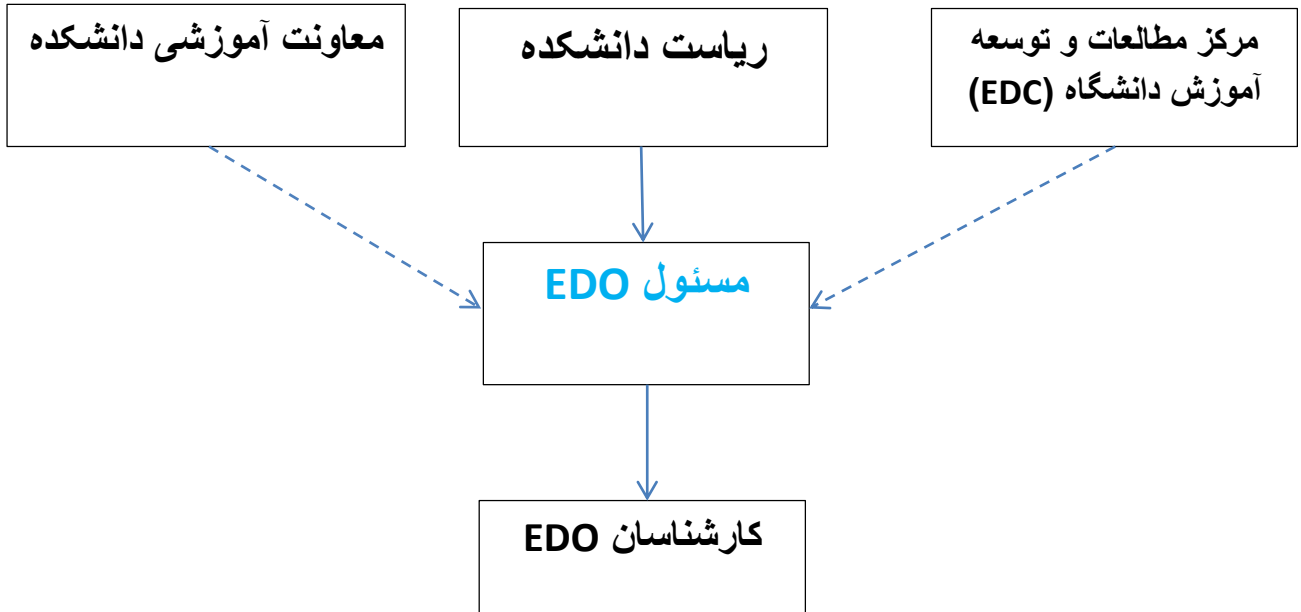 مرکز مطالعات و توسعه
آموزش دانشگاه (EDC)
ریاست دانشکده
معاونت آموزشی دانشکده
مسئول EDO
کارشناسان EDO